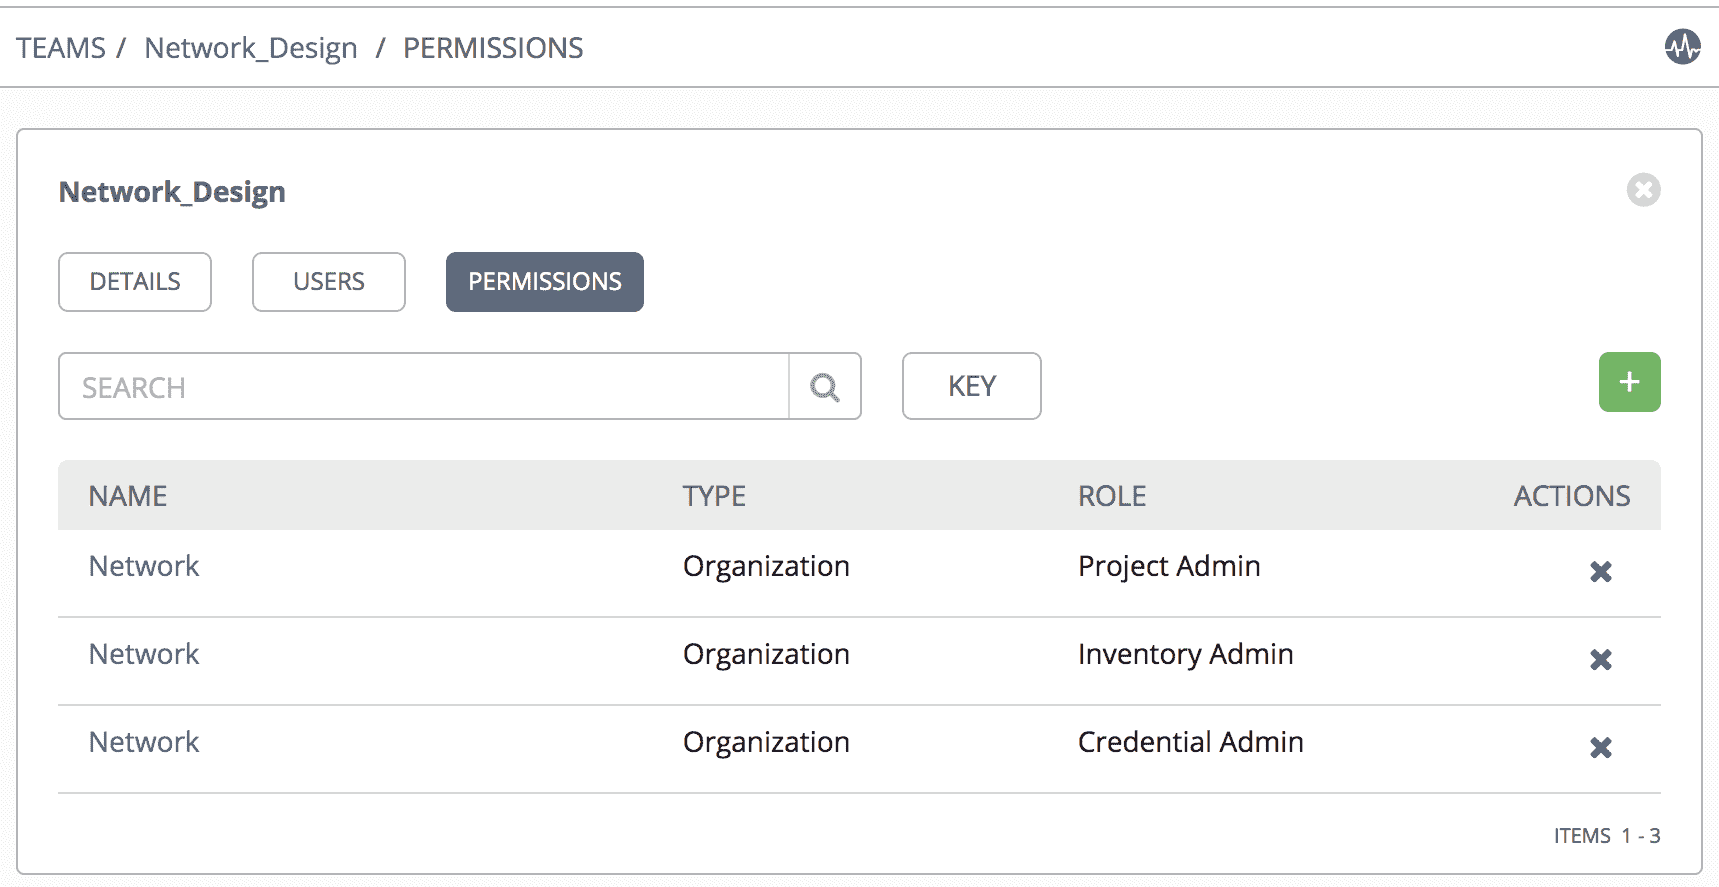 TEAMS / Network_Design / PERMISSIONS
Network_Design
DETAILS USERS PERMISSIONS
SEARCH KEY +
NAME TYPE ROLE ACTIONS
Network Organization Project Admin
Network Organization Inventory Admin
Network Organization Credential Admin
ITEMS 1 - 3